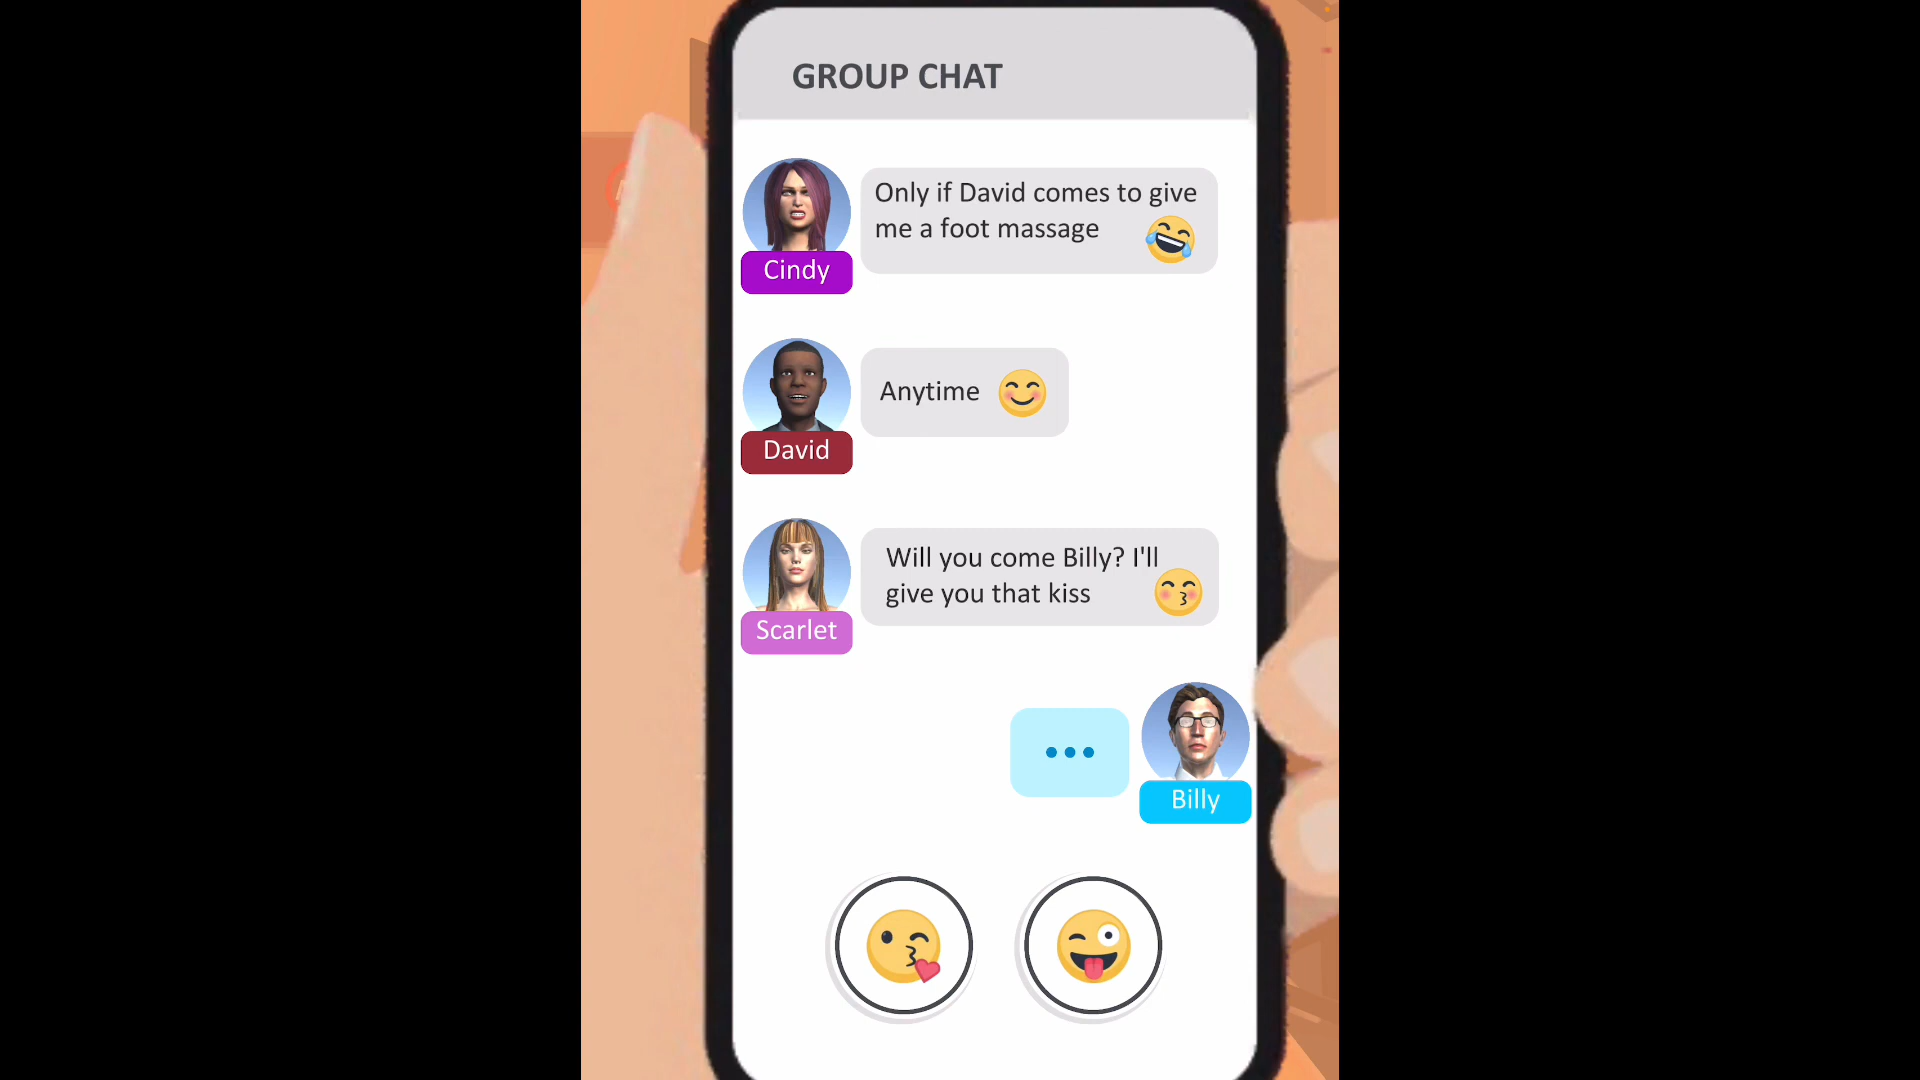 GROUP CHAT
Only if David comes to give
me a foot massage
Cindy
Anytime
David
Will you come Billy? I'll
give you that kiss
Scarlet
Billy